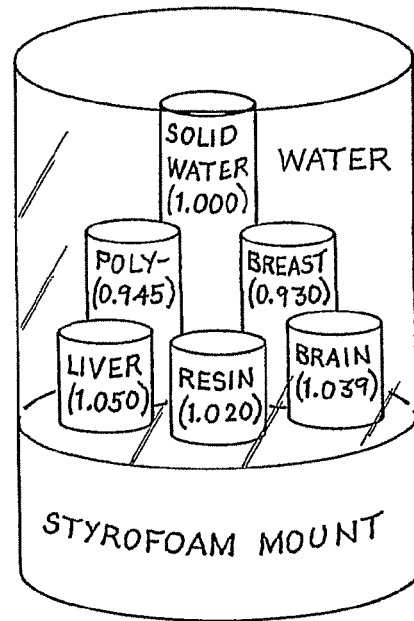 SOLID
WATER
(1.000)
WATER
POLY-
(0.945)
BREAST
(0.930)
LIVER
(1.050)
RESIN
(1.020)
BRAIN
(1.039)
STYROFOAM MOUNT